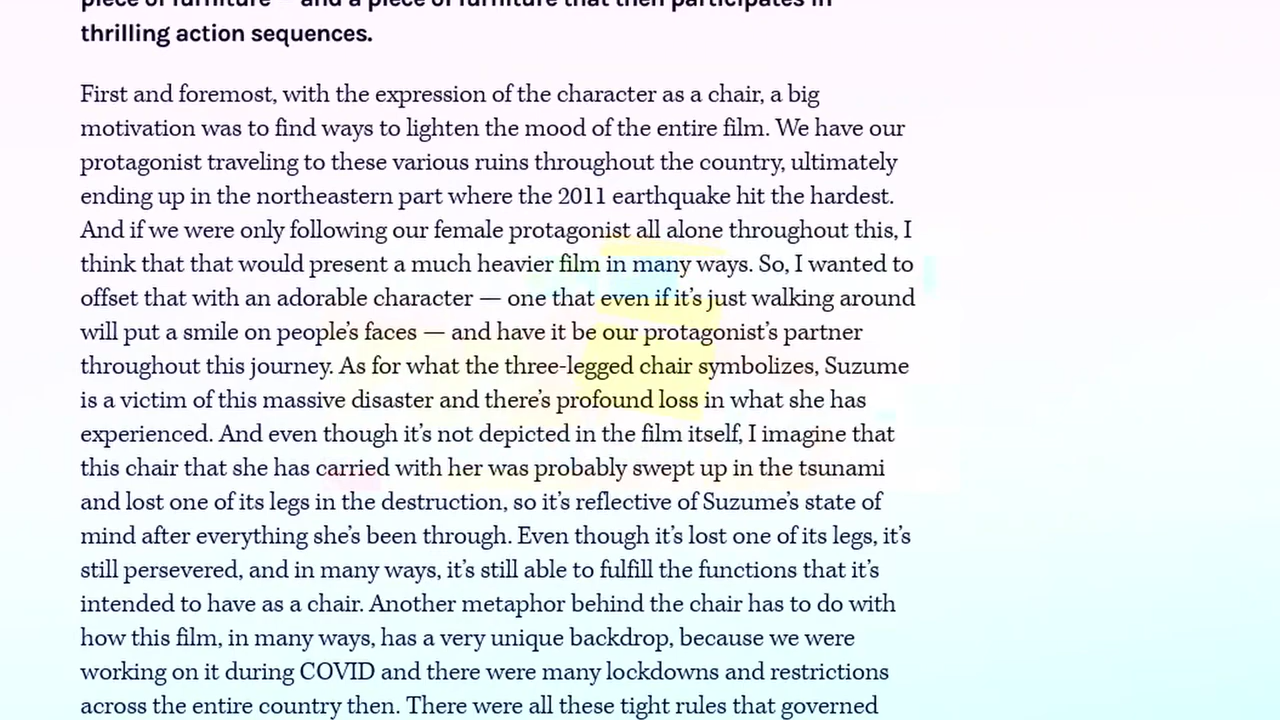 piece of furniture — and a piece of furniture that then participates in
thrilling action sequences.
First and foremost, with the expression of the character as a chair, a big
motivation was to find ways to lighten the mood of the entire film. We have our
protagonist traveling to these various ruins throughout the country, ultimately
ending up in the northeastern part where the 2011 earthquake hit the hardest.
And if we were only following our female protagonist all alone throughout this, I
think that that would present a much heavier film in many ways. So, I wanted to
offset that with an adorable character — one that even if it’s just walking around
will put a smile on people’s faces — and have it be our protagonist’s partner
throughout this journey. As for what the three-legged chair symbolizes, Suzume
is a victim of this massive disaster and there’s profound loss in what she has
experienced. And even though it’s not depicted in the film itself, I imagine that
this chair that she has carried with her was probably swept up in the tsunami
and lost one of its legs in the destruction, so it’s reflective of Suzume’s state of
mind after everything she’s been through. Even though it’s lost one of its legs, it’s
still persevered, and in many ways, it’s still able to fulfill the functions that it’s
intended to have as a chair. Another metaphor behind the chair has to do with
how this film, in many ways, has a very unique backdrop, because we were
working on it during COVID and there were many lockdowns and restrictions
across the entire country then. There were all these tight rules that governed